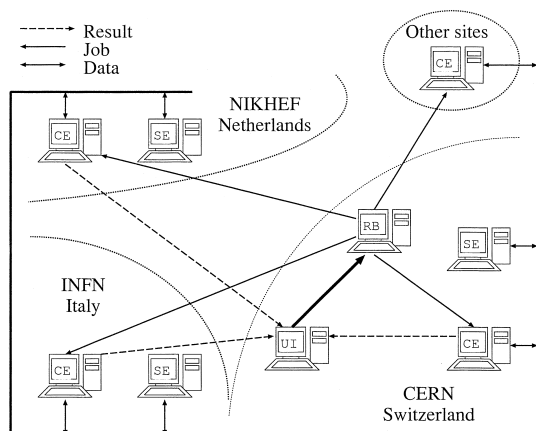 Result
Job
Data
Other sites
CE
NIKHEF
Netherlands
CE
SE
RB
SE
INFN
Italy
UI
CE
CE
SE
CERN
Switzerland